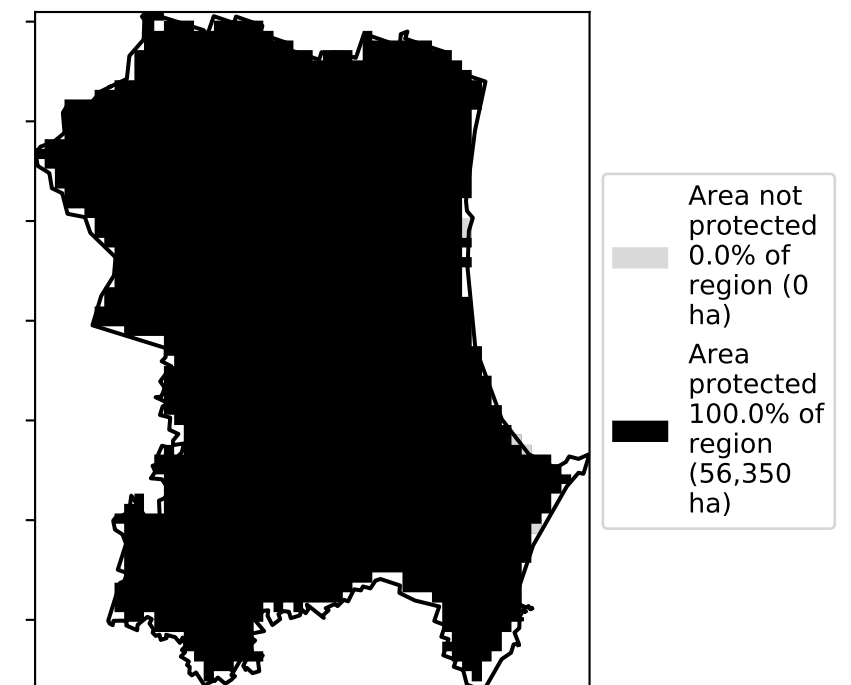 Area not
protected
0.0% of
region (0
ha)
Area
protected
100.0% of
region
(56,350
ha)